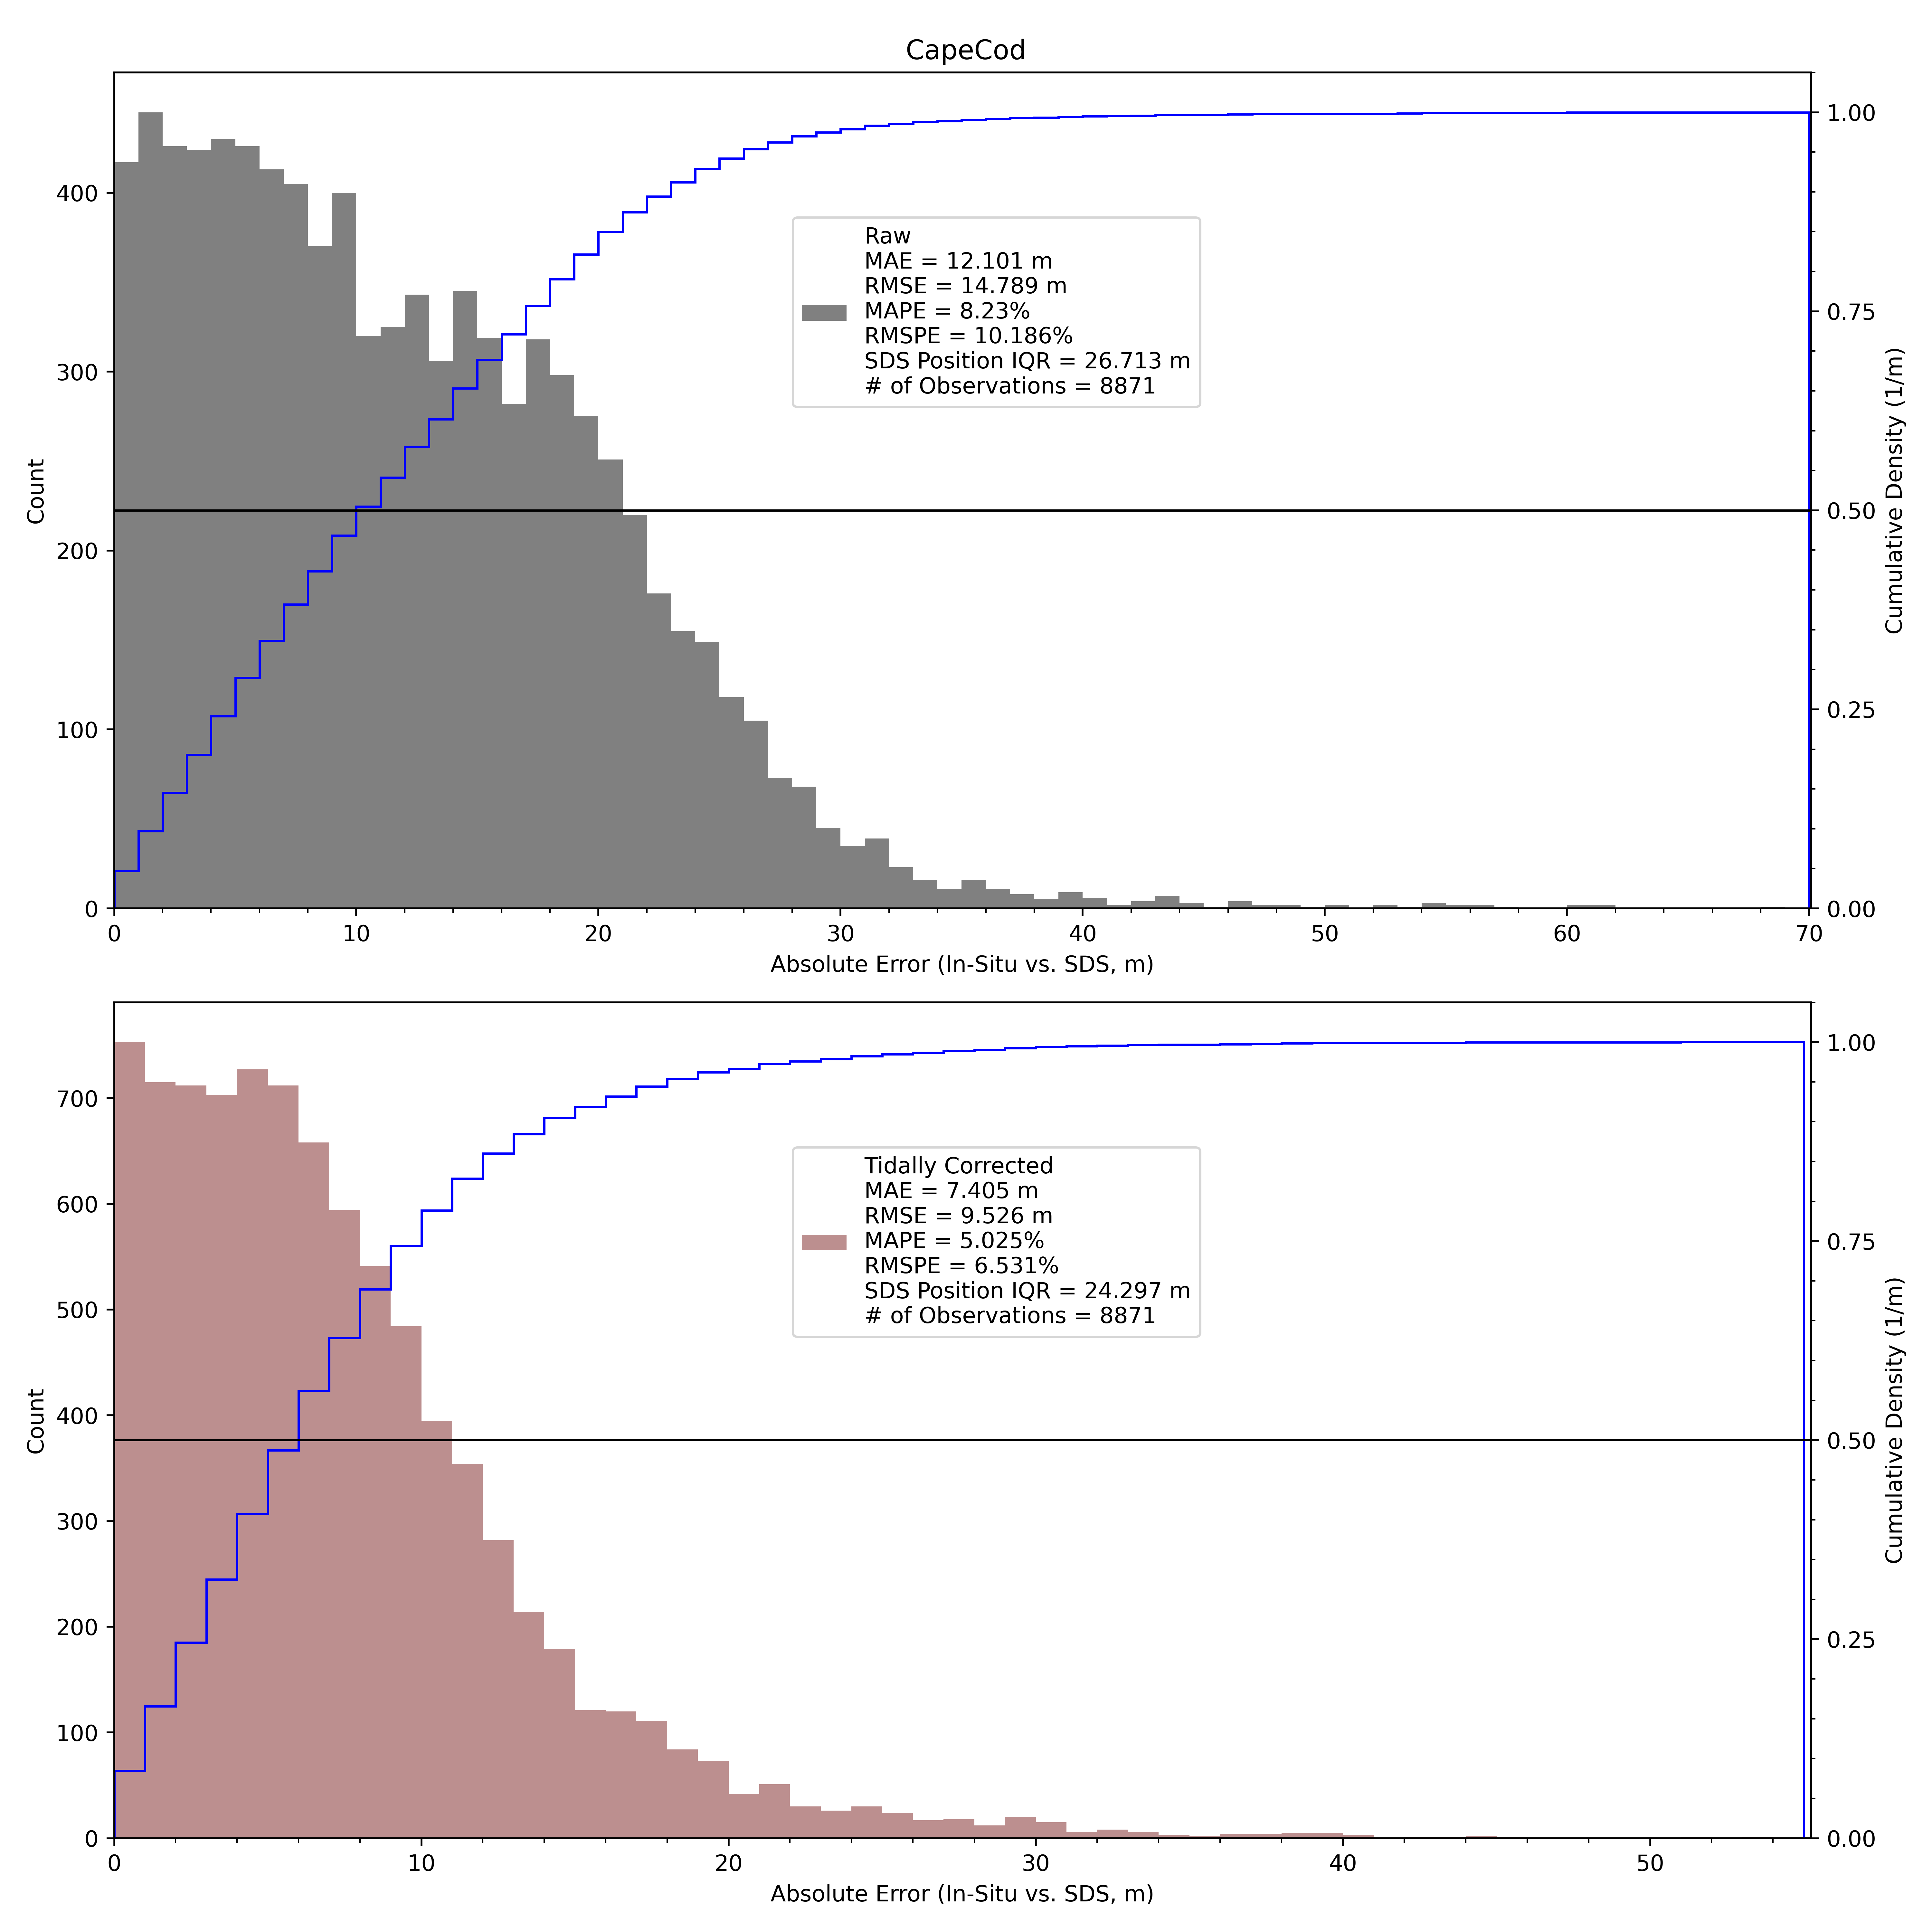 CapeCod
Count
400
300
200
100
0
Raw
MAE = 12.101 m
RMSE = 14.789 m
MAPE = 8.23%
RMSPE = 10.186%
SDS Position IQR = 26.713 m
# of Observations = 8871
1.00
0.75
0.50
0.25
0.00
Cumulative Density (1/m)
0 10 20 30 40 50 60 70
Absolute Error (In-Situ vs. SDS, m)
Count
700
600
500
400
300
200
100
0
Tidally Corrected
MAE = 7.405 m
RMSE = 9.526 m
MAPE = 5.025%
RMSPE = 6.531%
SDS Position IQR = 24.297 m
# of Observations = 8871
1.00
0.75
0.50
0.25
0.00
Cumulative Density (1/m)
0 10 20 30 40 50
Absolute Error (In-Situ vs. SDS, m)